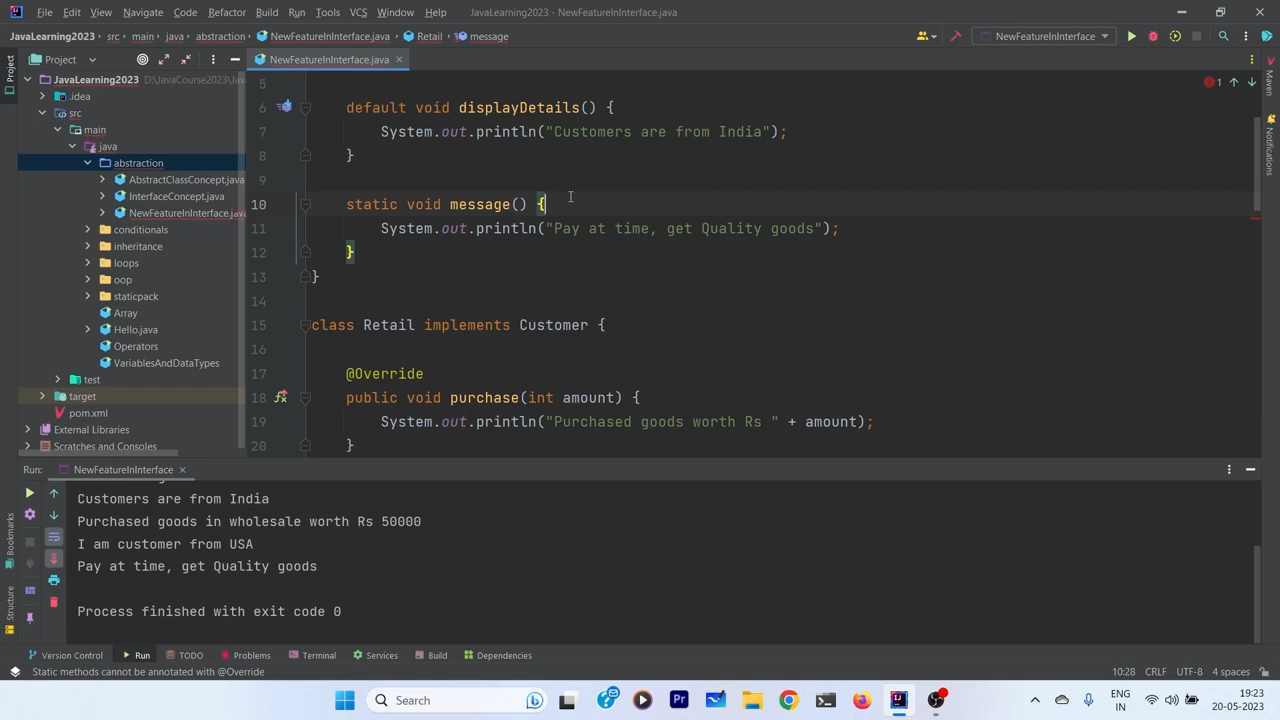 File Edit View Navigate Code Refactor Build Run Tools VCS Window Help JavaLearning2023 - NewFeatureInInterface.java
JavaLearning2023 src main java abstraction NewFeatureInInterface.java Retail message NewFeatureInInterface
Project NewFeatureInInterface.java
JavaLearning2023 D:\JavaCourse2023\Jav
.idea
src
main
java
abstraction
AbstractClassConcept.java
InterfaceConcept.java
NewFeatureInInterface.java
conditionals
inheritance
loops
oop
staticpack
Array
Hello.java
Operators
VariablesAndDataTypes
test
target
pom.xml
External Libraries
Scratches and Consoles
Project
Bookmarks
Structure
5
6 default void displayDetails() {
7 System.out.println("Customers are from India");
8 }
9
10 static void message() {
11 System.out.println("Pay at time, get Quality goods");
12 }
13 }
14
15 class Retail implements Customer {
16
17 @Override
18 public void purchase(int amount) {
19 System.out.println("Purchased goods worth Rs " + amount);
20 }
1
Maven
Notifications
Run: NewFeatureInInterface
Customers are from India
Purchased goods in wholesale worth Rs 50000
I am customer from USA
Pay at time, get Quality goods
Process finished with exit code 0
Version Control Run TODO Problems Terminal Services Build Dependencies
Static methods cannot be annotated with @Override 10:28 CRLF UTF-8 4 spaces
Search Pr ENG 19:23
IN 20-05-2023